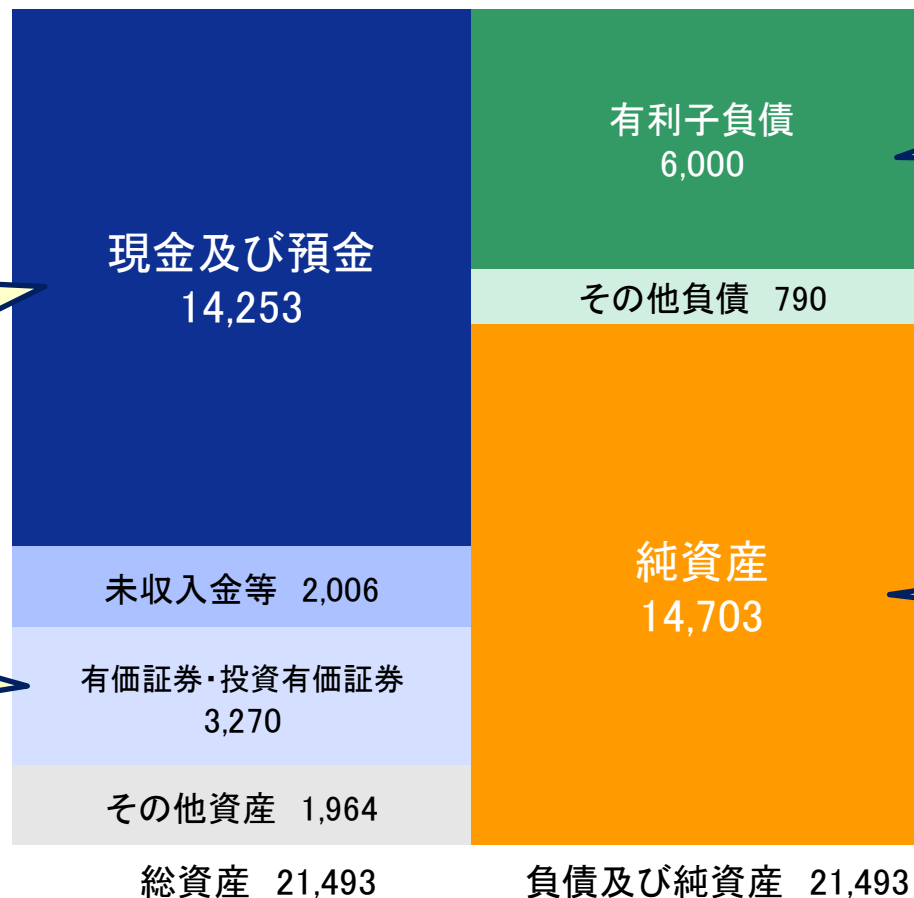 現金及び預金
14,253
未収入金等 2,006
有価証券・投資有価証券
3,270
その他資産 1,964
総資産 21,493
有利子負債
6,000
その他負債 790
純資産
14,703
負債及び純資産 21,493